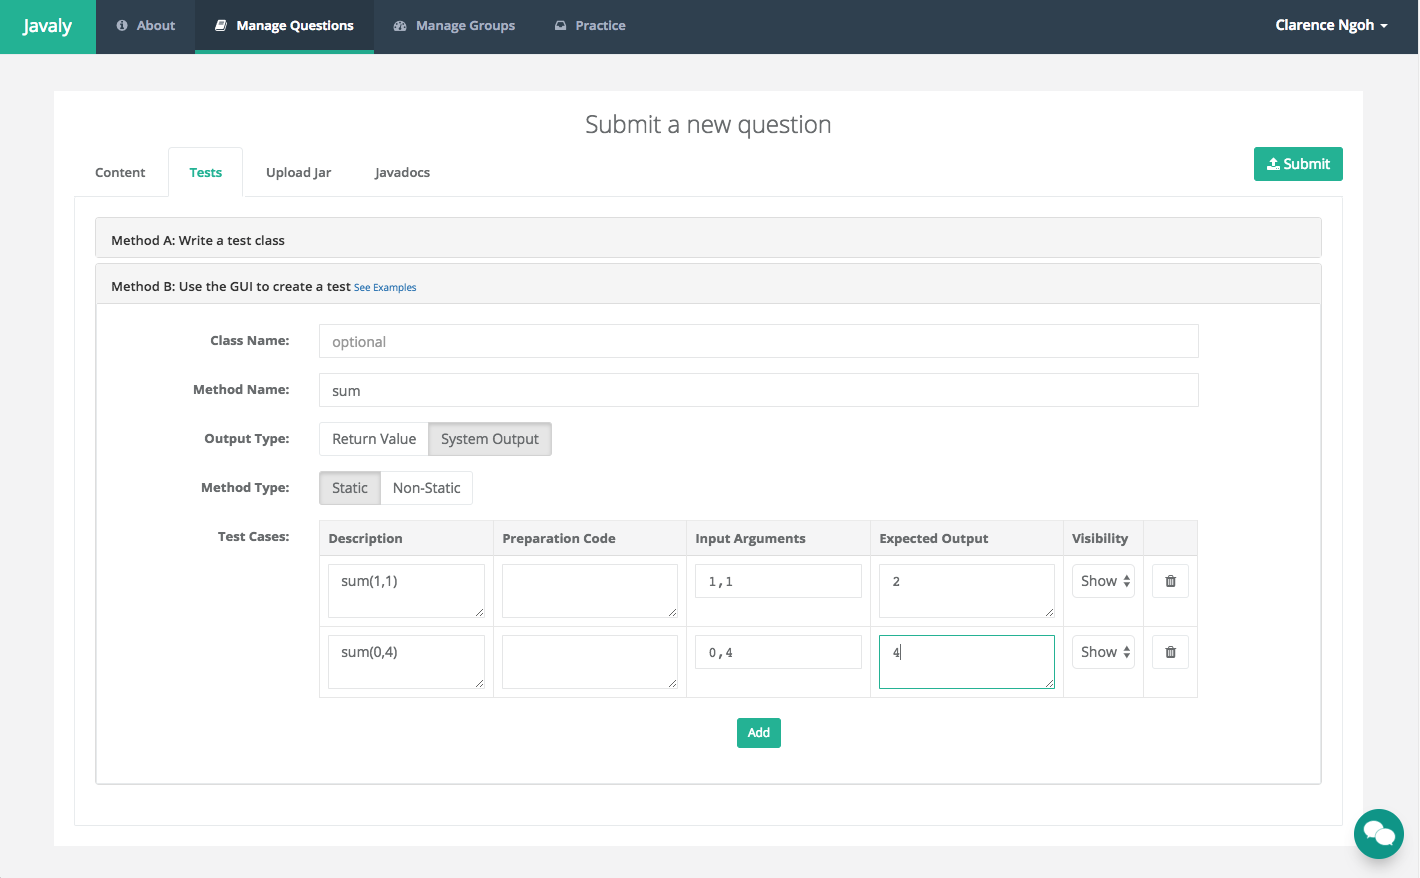 Javaly About Manage Questions Manage Groups Practice Clarence Ngoh
Submit a new question
Content Tests Upload Jar Javadocs Submit
Method A: Write a test class
Method B: Use the GUI to create a test See Examples
Class Name: optional
Method Name: sum
Output Type: Return Value System Output
Method Type: Static Non-Static
Test Cases: Description Preparation Code Input Arguments Expected Output Visibility
sum(1,1) 1,1 2 Show
sum(0,4) 0,4 4 Show
Add